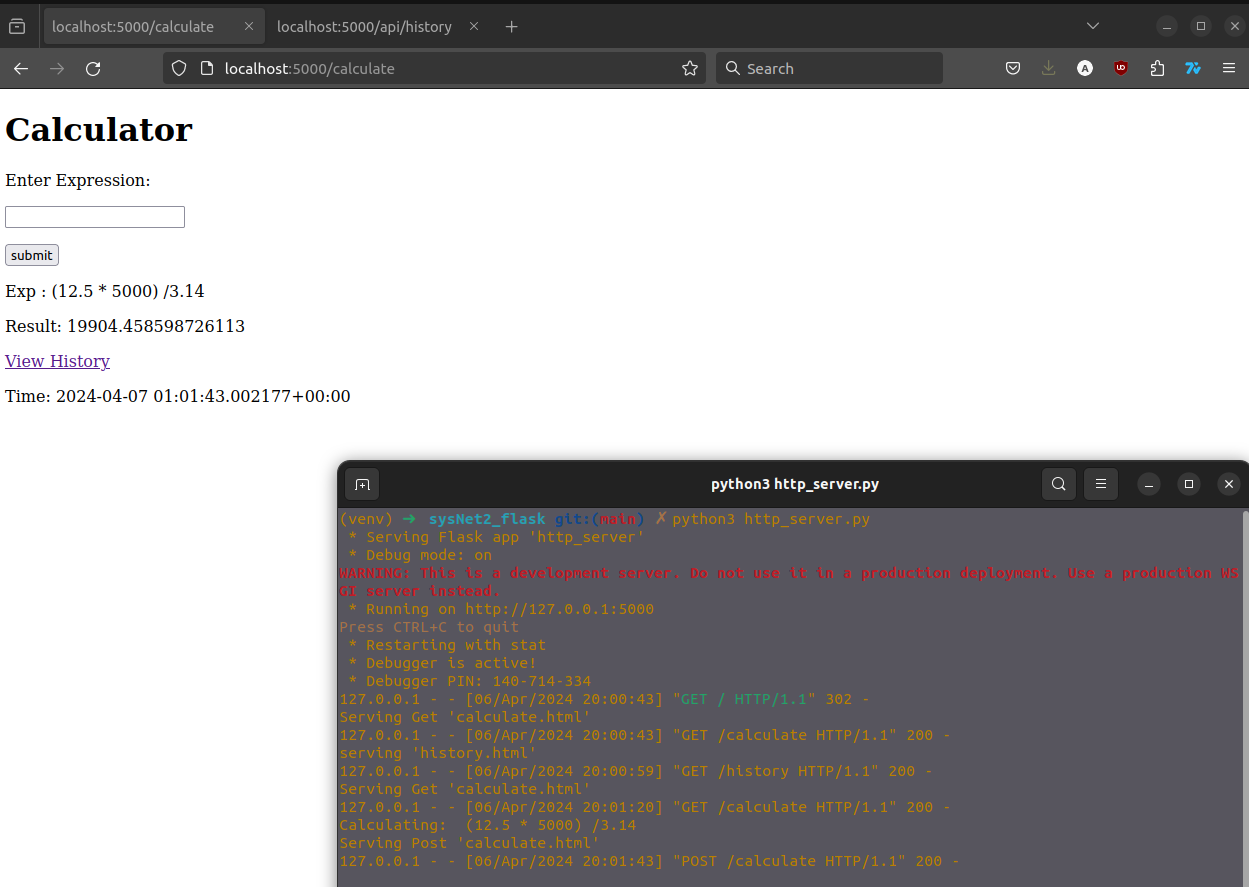 localhost:5000/calculate
localhost:5000/api/history
localhost:5000/calculate
Search
Calculator
Enter Expression:
submit
Exp : (12.5 * 5000) /3.14
Result: 19904.458598726113
View History
Time: 2024-04-07 01:01:43.002177+00:00
python3 http_server.py
(venv) ➜ sysNet2_flask git:(main) ✗ python3 http_server.py
* Serving Flask app 'http_server'
* Debug mode: on
WARNING: This is a development server. Do not use it in a production deployment. Use a production WS
GI server instead.
* Running on http://127.0.0.1:5000
Press CTRL+C to quit
* Restarting with stat
* Debugger is active!
* Debugger PIN: 140-714-334
127.0.0.1 - - [06/Apr/2024 20:00:43] "GET / HTTP/1.1" 302 -
Serving Get 'calculate.html'
127.0.0.1 - - [06/Apr/2024 20:00:43] "GET /calculate HTTP/1.1" 200 -
serving 'history.html'
127.0.0.1 - - [06/Apr/2024 20:00:59] "GET /history HTTP/1.1" 200 -
Serving Get 'calculate.html'
127.0.0.1 - - [06/Apr/2024 20:01:20] "GET /calculate HTTP/1.1" 200 -
Calculating:  (12.5 * 5000) /3.14
Serving Post 'calculate.html'
127.0.0.1 - - [06/Apr/2024 20:01:43] "POST /calculate HTTP/1.1" 200 -